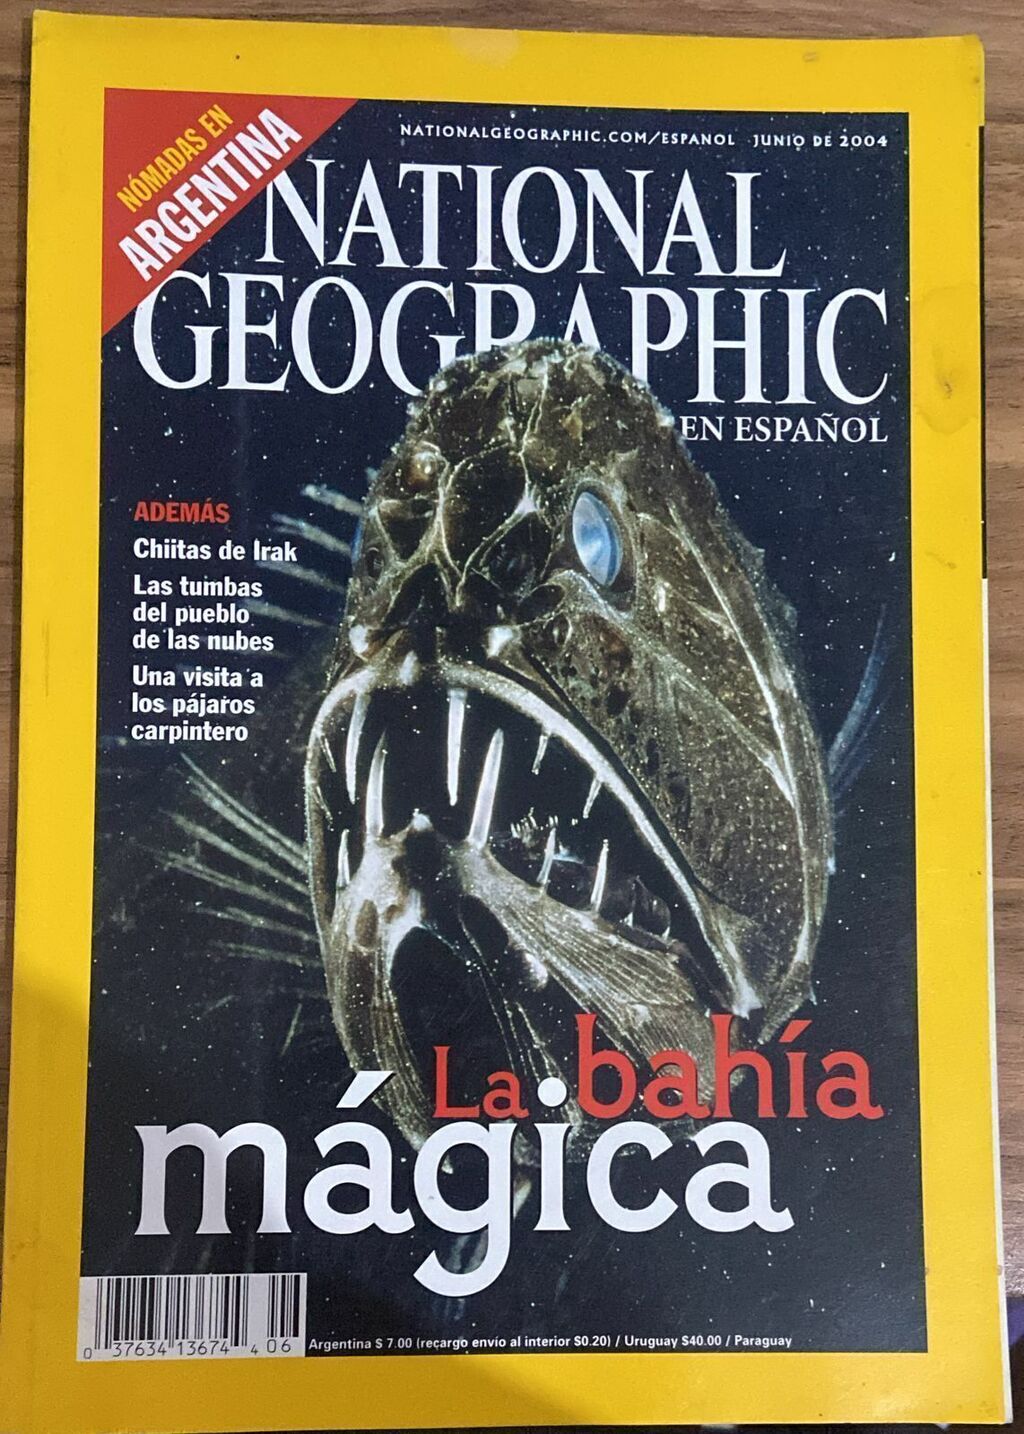 NÓMADAS EN
ARGENTINA
NATIONALGEOGRAPHIC.COM/ESPANOL JUNIO DE 2004
NATIONAL
GEOGRAPHIC
EN ESPAÑOL
ADEMÁS
Chiitas de Irak
Las tumbas
del pueblo
de las nubes
Una visita a
los pájaros
carpintero
La bahía
mágica
0 37634 13674 4 06
Argentina $ 7.00 (recargo envío al interior $0.20) / Uruguay $40.00 / Paraguay